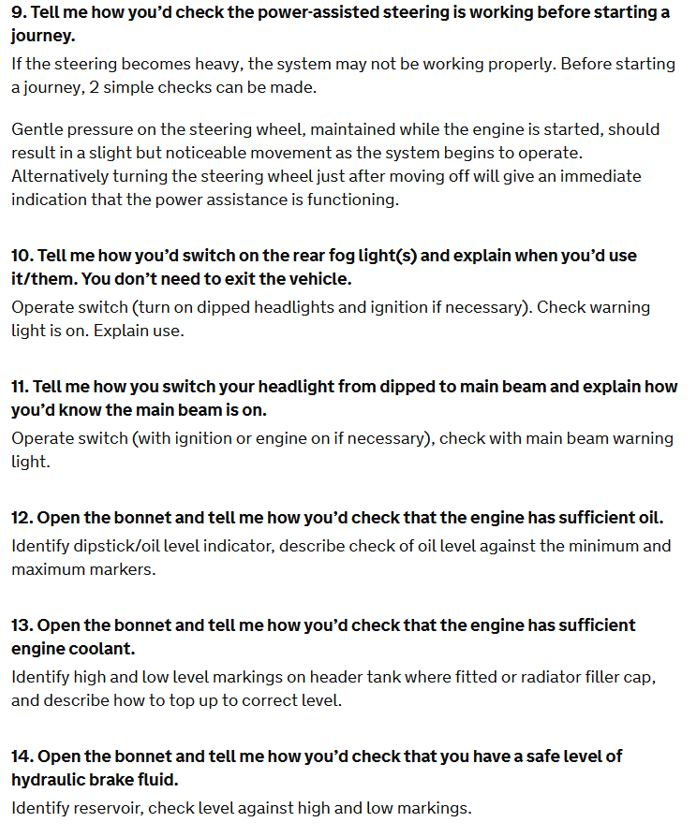 9. Tell me how you’d check the power-assisted steering is working before starting a
journey.
If the steering becomes heavy, the system may not be working properly. Before starting
a journey, 2 simple checks can be made.
Gentle pressure on the steering wheel, maintained while the engine is started, should
result in a slight but noticeable movement as the system begins to operate.
Alternatively turning the steering wheel just after moving off will give an immediate
indication that the power assistance is functioning.
10. Tell me how you’d switch on the rear fog light(s) and explain when you’d use
it/them. You don’t need to exit the vehicle.
Operate switch (turn on dipped headlights and ignition if necessary). Check warning
light is on. Explain use.
11. Tell me how you switch your headlight from dipped to main beam and explain how
you’d know the main beam is on.
Operate switch (with ignition or engine on if necessary), check with main beam warning
light.
12. Open the bonnet and tell me how you’d check that the engine has sufficient oil.
Identify dipstick/oil level indicator, describe check of oil level against the minimum and
maximum markers.
13. Open the bonnet and tell me how you’d check that the engine has sufficient
engine coolant.
Identify high and low level markings on header tank where fitted or radiator filler cap,
and describe how to top up to correct level.
14. Open the bonnet and tell me how you’d check that you have a safe level of
hydraulic brake fluid.
Identify reservoir, check level against high and low markings.